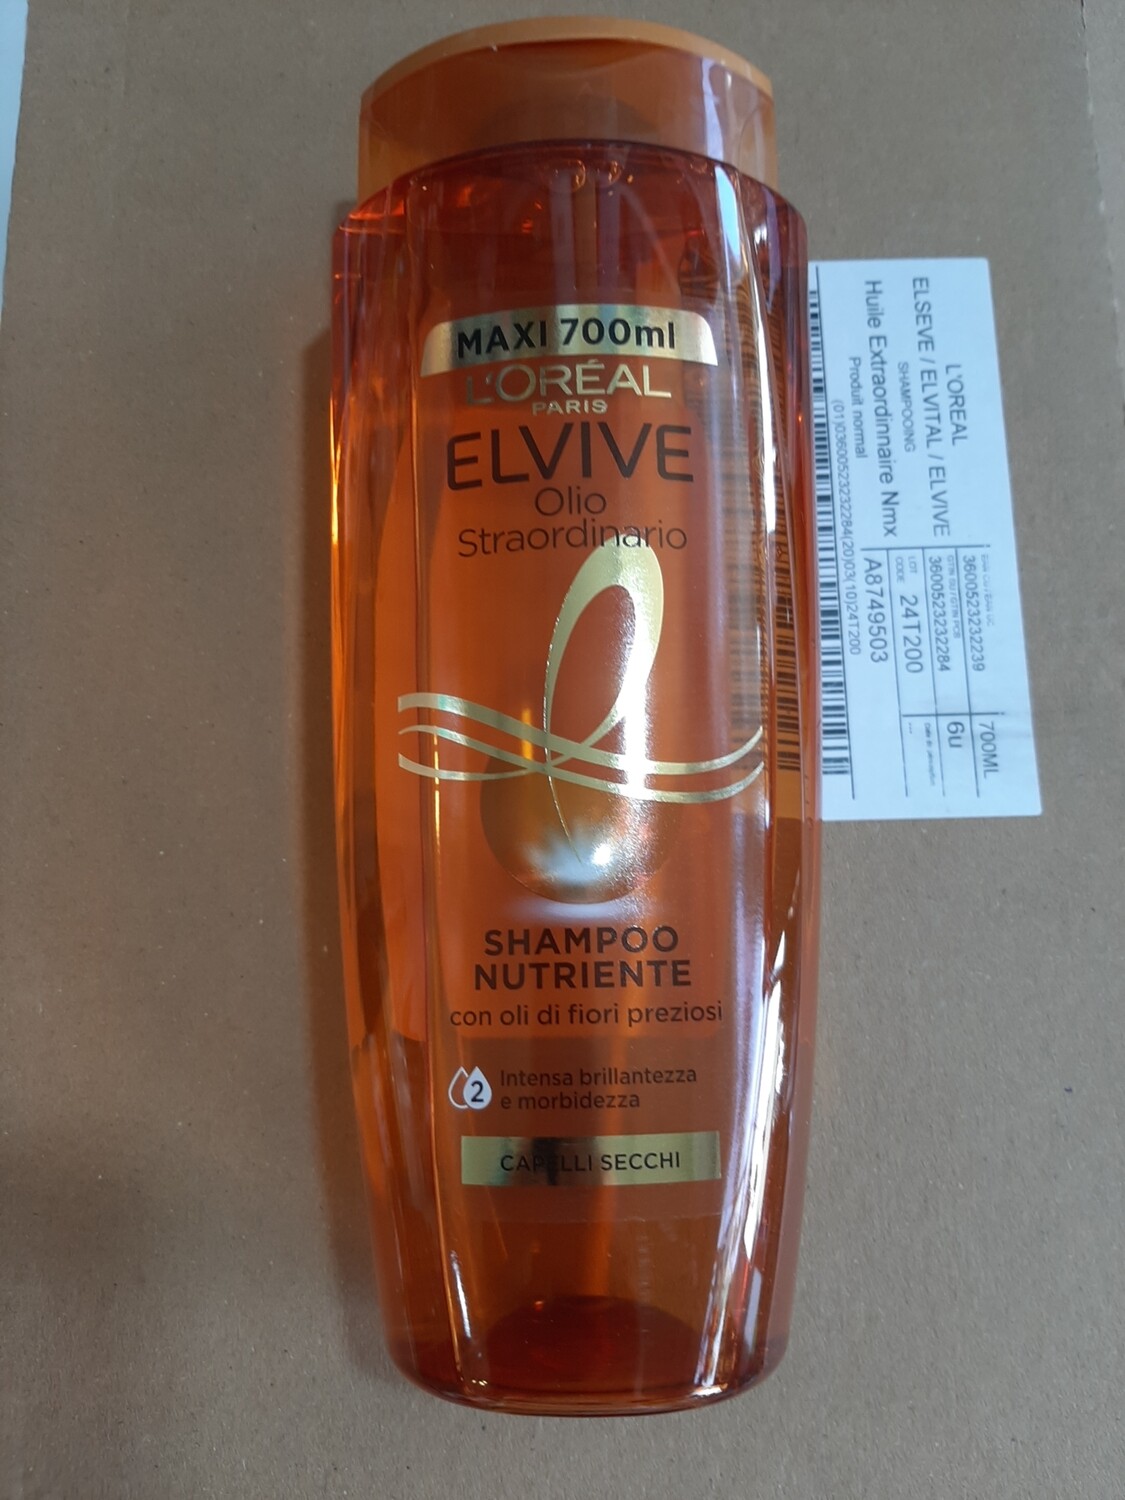 MAXI 700ml
L'ORÉAL
PARIS
ELVIVE
Olio
Straordinario
SHAMPOO
NUTRIENTE
con oli di fiori preziosi
2 Intensa brillantezza
e morbidezza
CAPELLI SECCHI
L'OREAL
ELSEVE / ELVITAL / ELVIVE
SHAMPOOING
Huile Extraordinnaire Nmx
Produit normal
(01)03600523232284(20)03(10)24T200
3600523232239
700ML
3600523232284
6u
LOT
24T200
---
CODE
A8749503